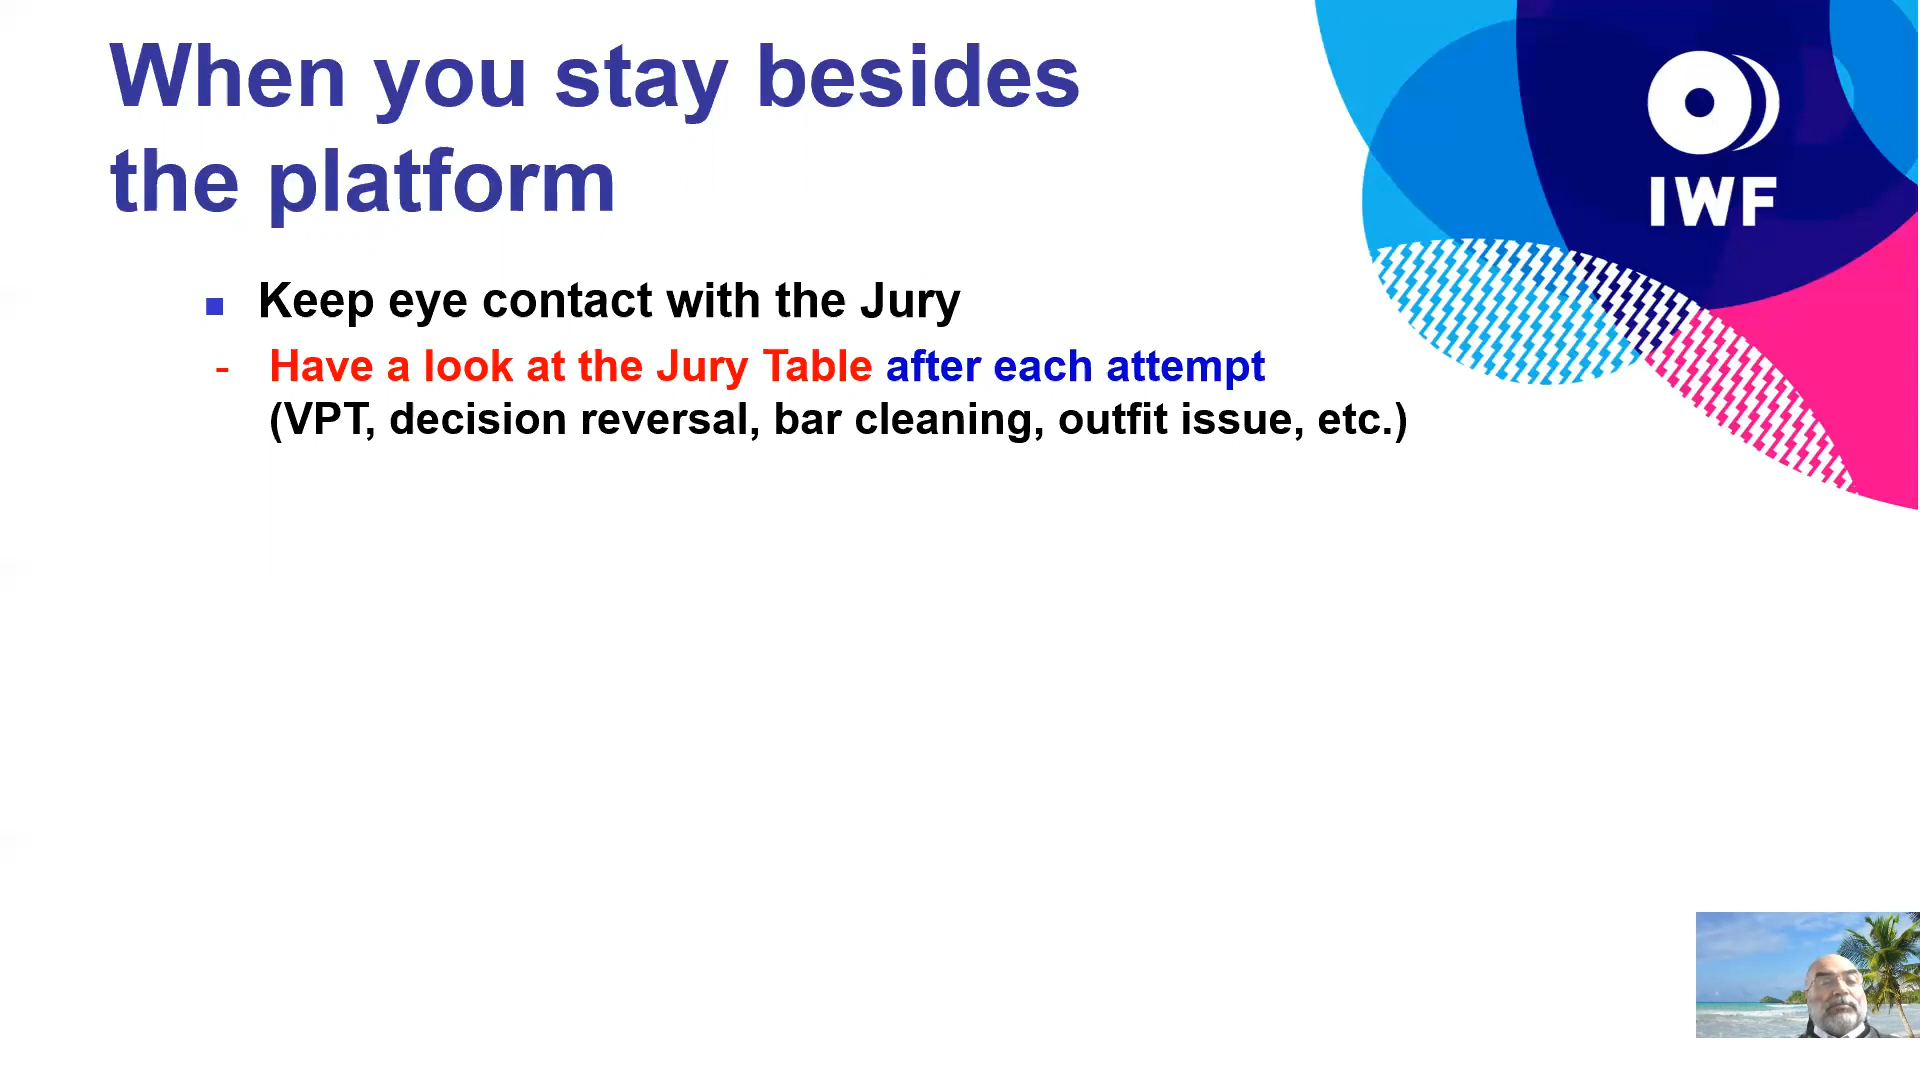 When you stay besides
the platform
IWF
Keep eye contact with the Jury
- Have a look at the Jury Table after each attempt
(VPT, decision reversal, bar cleaning, outfit issue, etc.)